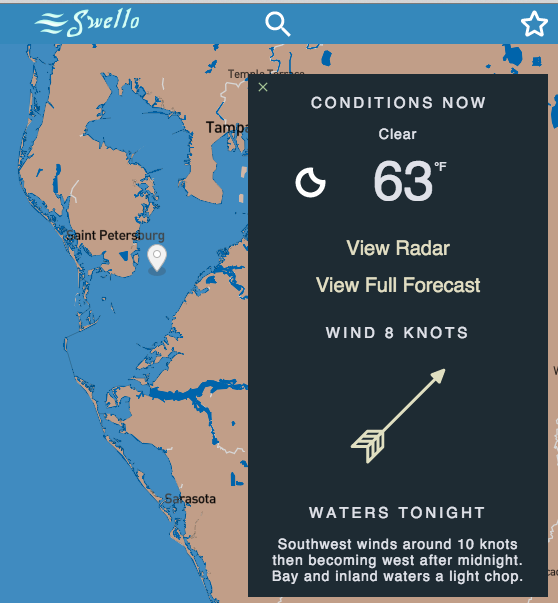 Swello
Temple Terrace
×
CONDITIONS NOW
Tampa
Clear
63°F
Saint Petersburg
View Radar
View Full Forecast
WIND 8 KNOTS
Sarasota
WATERS TONIGHT
Southwest winds around 10 knots
then becoming west after midnight.
Bay and inland waters a light chop.